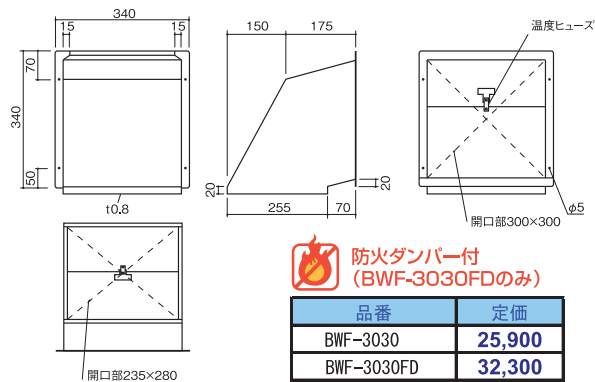 340
15
15
70
340
50
t0.8
150
175
20
20
255
70
温度ヒューズ
φ5
開口部300×300
開口部235×280
防火ダンパー付
(BWF-3030FDのみ)
品番 定価
BWF-3030 25,900
BWF-3030FD 32,300